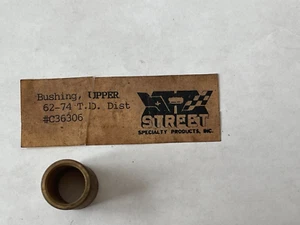 Bushing, UPPER
62-74 T.D. Dist
#C36306
STREET
SPECIALTY PRODUCTS, INC.